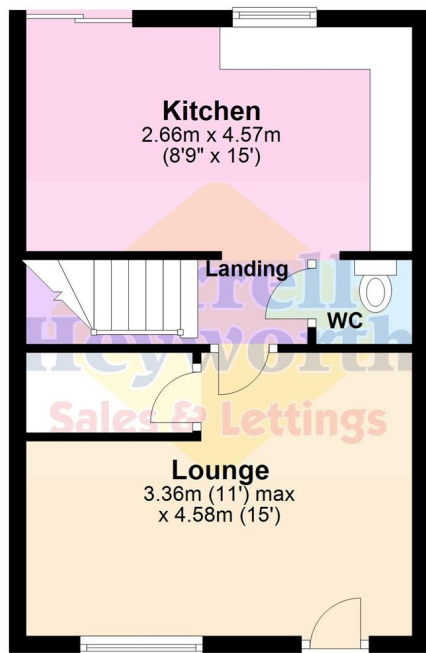 Kitchen
2.66m x 4.57m
(8'9" x 15')
Landing
WC
Heyworth
Sales & Lettings
Lounge
3.36m (11') max
x 4.58m (15')